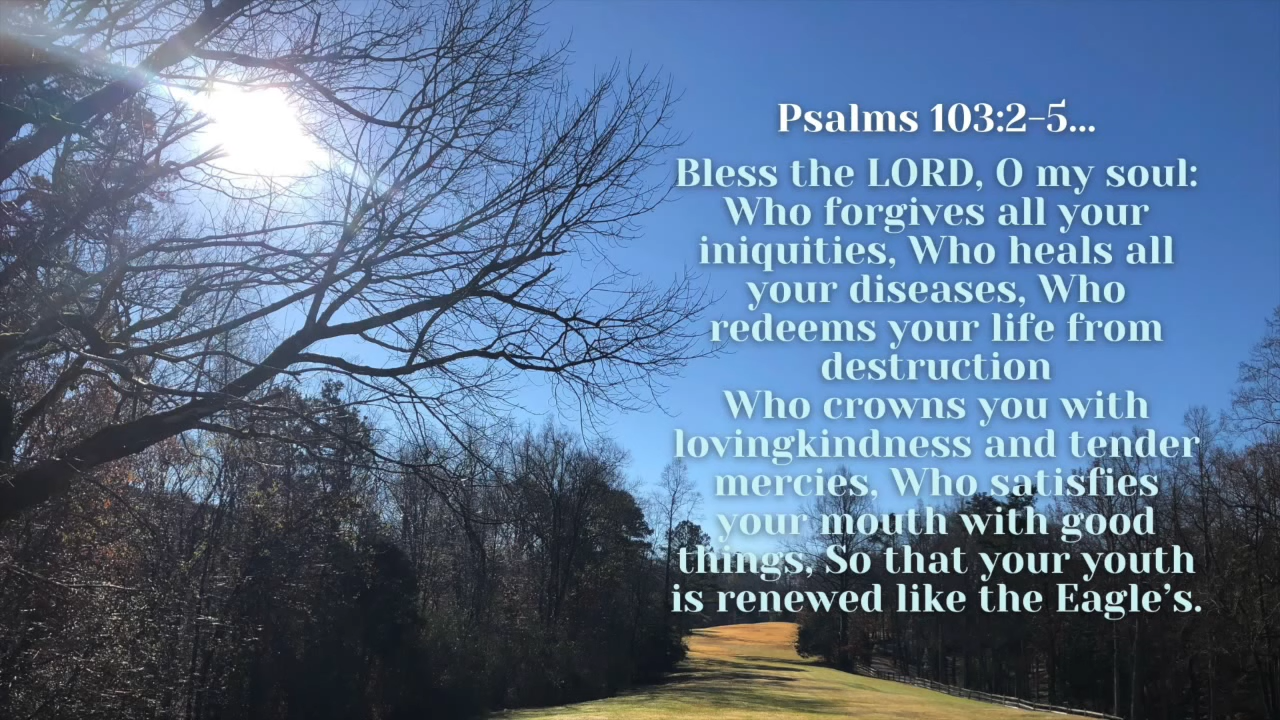 Psalms 103:2-5...
Bless the LORD, O my soul:
Who forgives all your
iniquities, Who heals all
your diseases, Who
redeems your life from
destruction
Who crowns you with
lovingkindness and tender
mercies, Who satisfies
your mouth with good
things, So that your youth
is renewed like the Eagle’s.